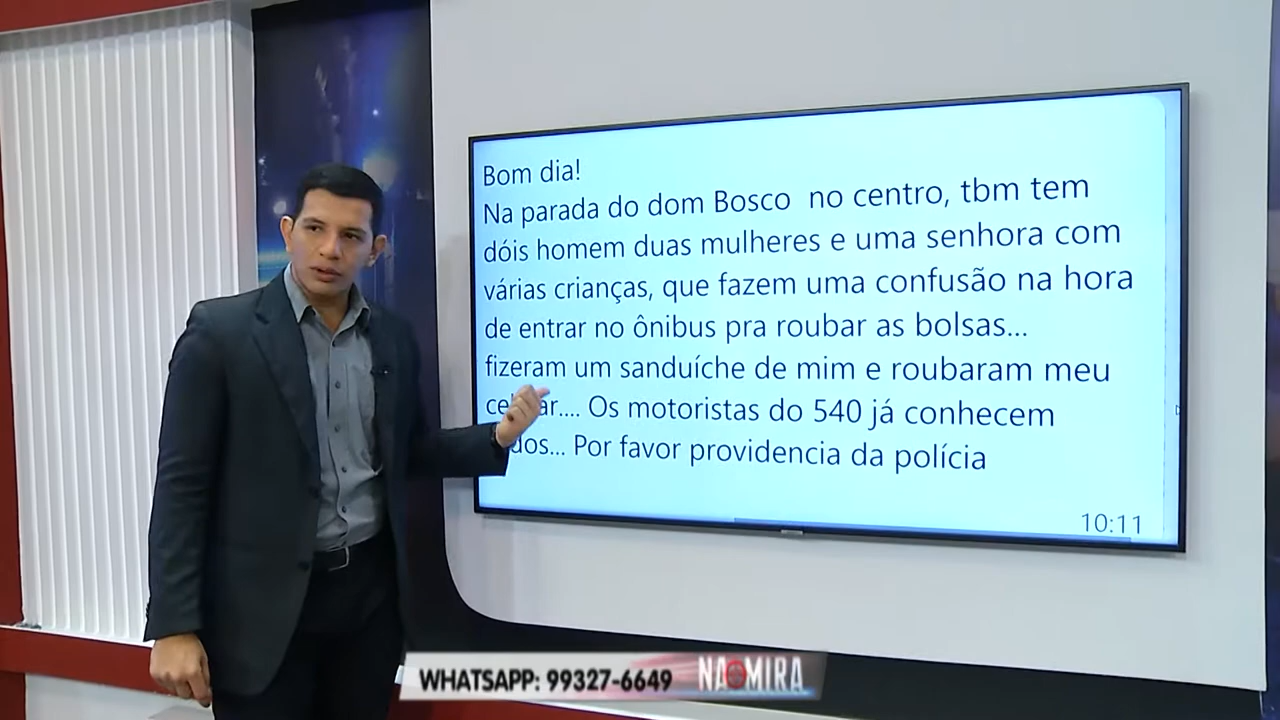 Bom dia!
Na parada do dom Bosco no centro, tbm tem
dóis homem duas mulheres e uma senhora com
várias crianças, que fazem uma confusão na hora
de entrar no ônibus pra roubar as bolsas...
fizeram um sanduíche de mim e roubaram meu
.... Os motoristas do 540 já conhecem
... Por favor providencia da polícia
10:11
WHATSAPP: 99327-6649 NA MIRA